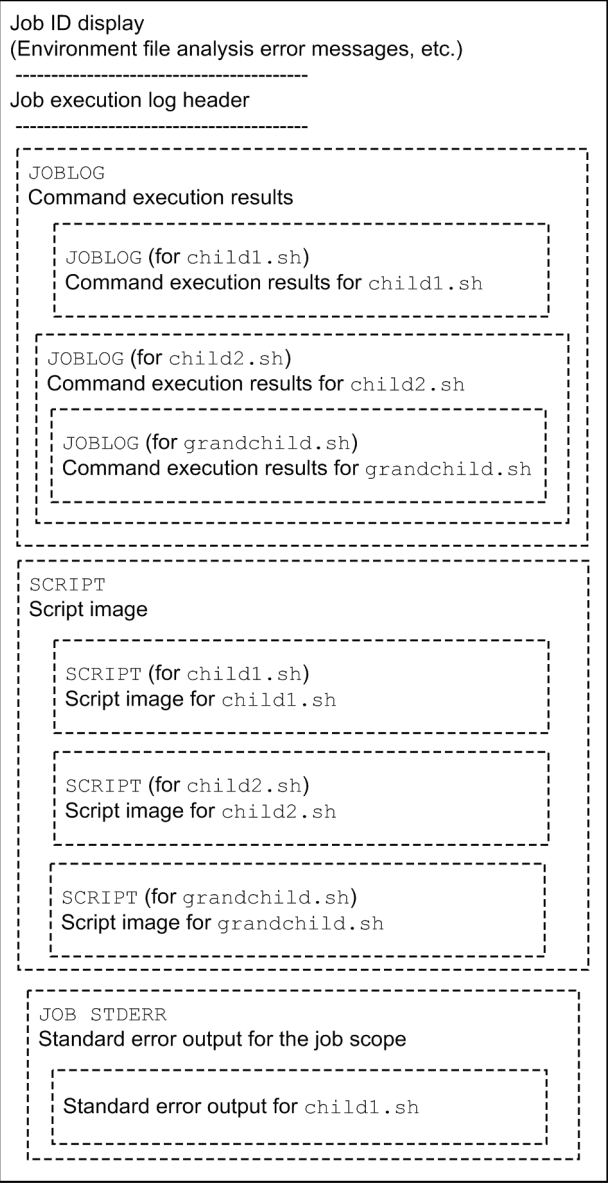 Job ID display
(Environment file analysis error messages, etc.)
-----------------------------------------
Job execution log header
-----------------------------------------
JOBLOG
Command execution results
JOBLOG (for child1.sh)
Command execution results for child1.sh
JOBLOG (for child2.sh)
Command execution results for child2.sh
JOBLOG (for grandchild.sh)
Command execution results for grandchild.sh
SCRIPT
Script image
SCRIPT (for child1.sh)
Script image for child1.sh
SCRIPT (for child2.sh)
Script image for child2.sh
SCRIPT (for grandchild.sh)
Script image for grandchild.sh
JOB STDERR
Standard error output for the job scope
Standard error output for child1.sh